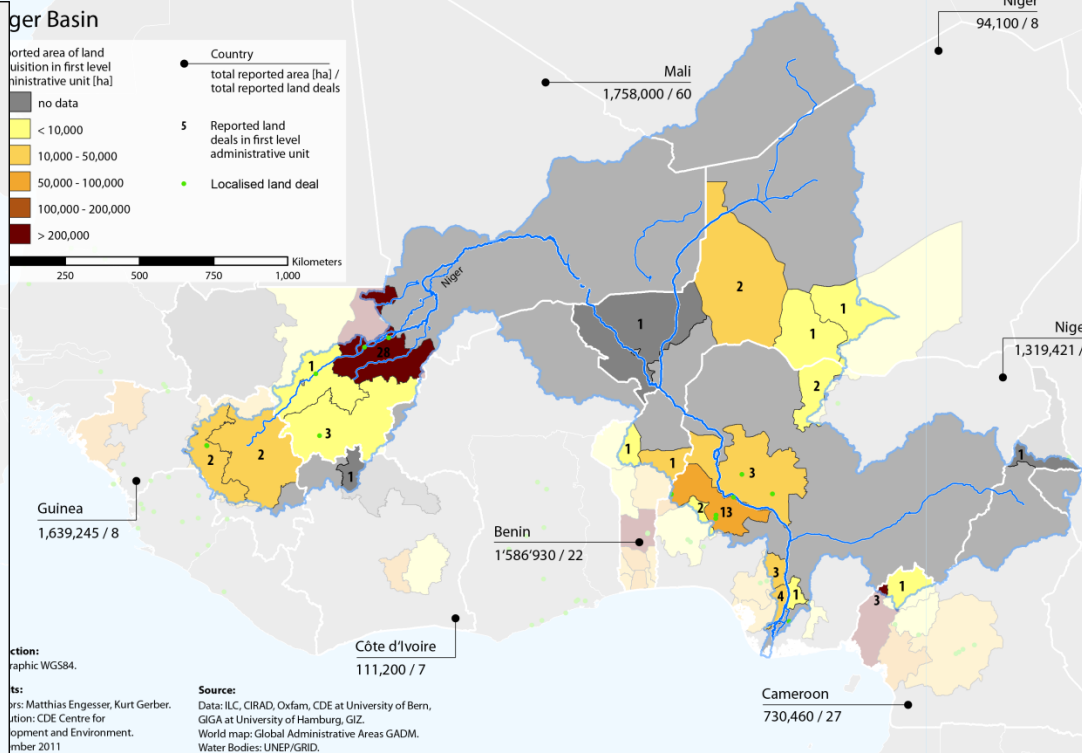 ger Basin
ported area of land
uisition in first level
ministrative unit [ha]
no data
< 10,000
10,000 - 50,000
50,000 - 100,000
100,000 - 200,000
> 200,000
Country
total reported area [ha] /
total reported land deals
5 Reported land
deals in first level
administrative unit
Localised land deal
250 500 750 1,000 Kilometers
Niger
94,100 / 8
Mali
1,758,000 / 60
Niger
2
1
1
1
28
1
2
3
2
2
1
1
1
3
2
13
1
3
4
1
1
3
Nige
1,319,421 /
Guinea
1,639,245 / 8
Benin
1'586'930 / 22
Côte d'Ivoire
111,200 / 7
Cameroon
730,460 / 27
ction:
raphic WGS84.
ts:
ors: Matthias Engesser, Kurt Gerber.
ution: CDE Centre for
opment and Environment.
mber 2011
Source:
Data: ILC, CIRAD, Oxfam, CDE at University of Bern,
GIGA at University of Hamburg, GIZ.
World map: Global Administrative Areas GADM.
Water Bodies: UNEP/GRID.